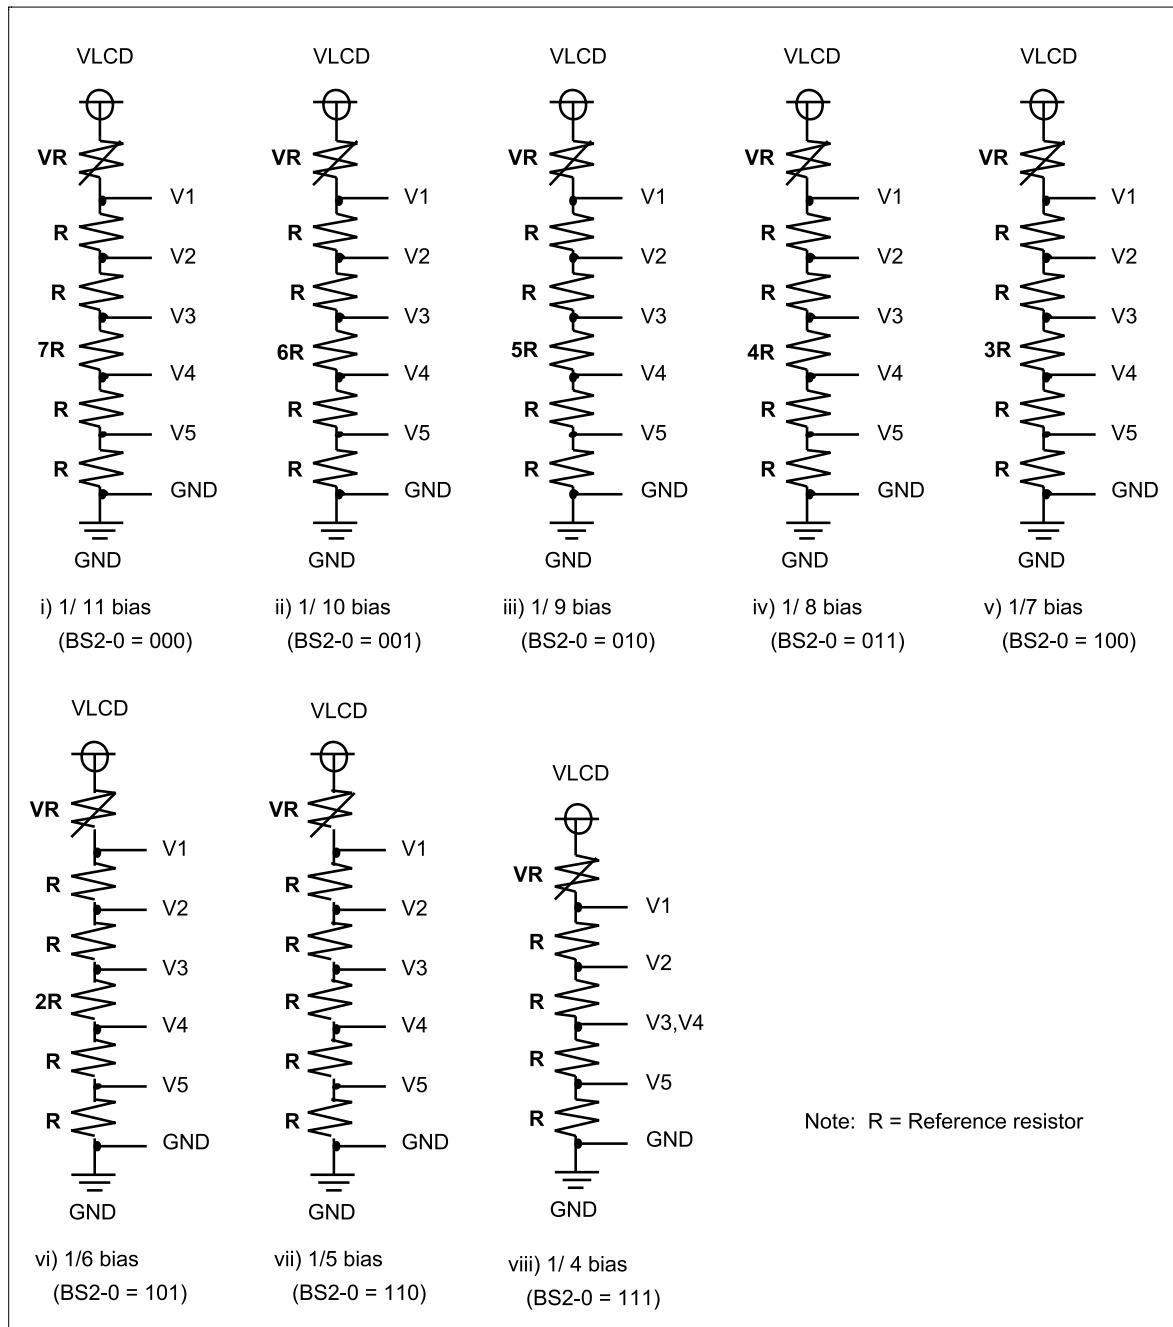 VLCD VLCD VLCD VLCD VLCD
VR VR VR VR VR
V1 V1 V1 V1 V1
R R R R R
V2 V2 V2 V2 V2
R R R R R
V3 V3 V3 V3 V3
7R 6R 5R 4R 3R
V4 V4 V4 V4 V4
R R R R R
V5 V5 V5 V5 V5
R R R R R
GND GND GND GND GND
GND GND GND GND GND
i) 1/ 11 bias ii) 1/ 10 bias iii) 1/ 9 bias iv) 1/ 8 bias v) 1/7 bias
(BS2-0 = 000) (BS2-0 = 001) (BS2-0 = 010) (BS2-0 = 011) (BS2-0 = 100)
VLCD VLCD
VLCD
VR VR
V1 V1
VR
R R
V1
V2 V2
R R
R
V2
V3 V3
2R R
R
V3,V4
V4 V4
R R
R
V5
V5 V5
R R
R
Note: R = Reference resistor
GND GND
GND
GND GND
GND
vi) 1/6 bias vii) 1/5 bias viii) 1/ 4 bias
(BS2-0 = 101) (BS2-0 = 110) (BS2-0 = 111)